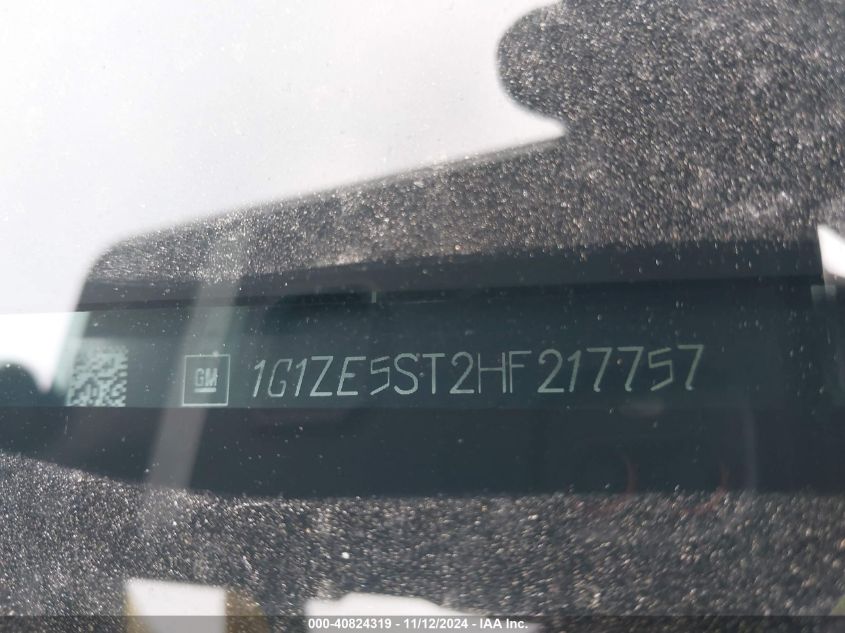 GM 1G1ZE5ST2HF217757
000-40824319 - 11/12/2024 - IAA Inc.